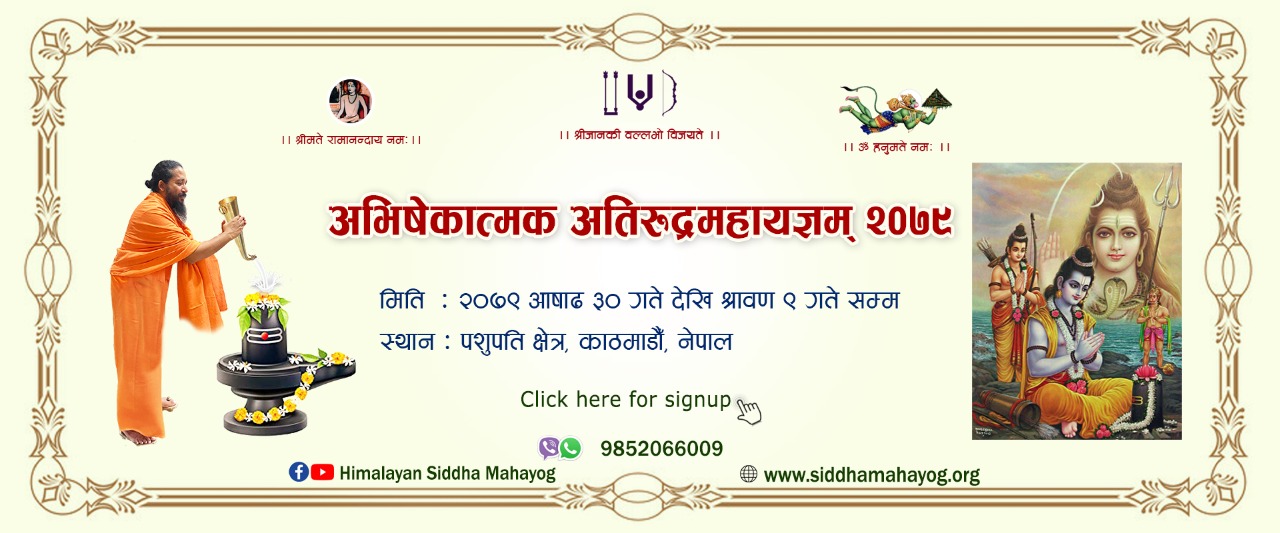 ।। श्रीमते रामानन्दाय नमः।।
।। श्रीजानकी वल्लभो विजयते ।।
।। ॐ हनुमते नमः ।।
अभिषेकात्मक अतिरुद्रमहायज्ञम् २०७९
मिति : २०७९ आषाढ ३० गते देखि श्रावण ९ गते सम्म
स्थान : पशुपति क्षेत्र, काठमाडौँ, नेपाल
Click here for signup
9852066009
Himalayan Siddha Mahayog
www.siddhamahayog.org